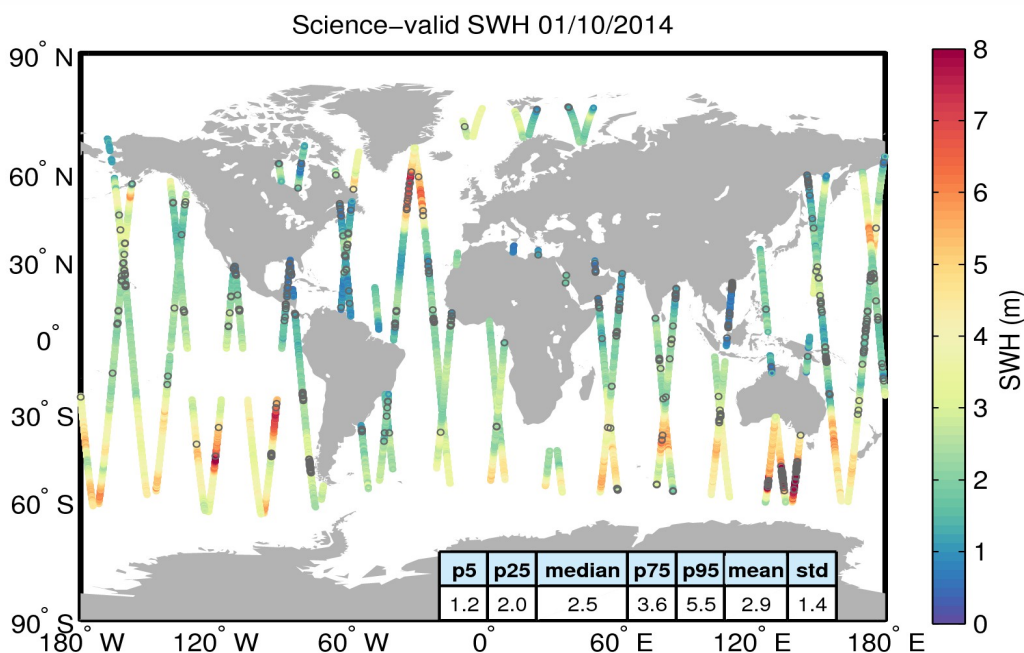 Science−valid SWH 01/10/2014
90° N
60° N
30° N
0°
30° S
60° S
90° S
180° W
120° W
60° W
0°
60° E
120° E
180° E
8
7
6
5
4
3
2
1
0
SWH (m)
p5 p25 median p75 p95 mean std
1.2 2.0 2.5 3.6 5.5 2.9 1.4